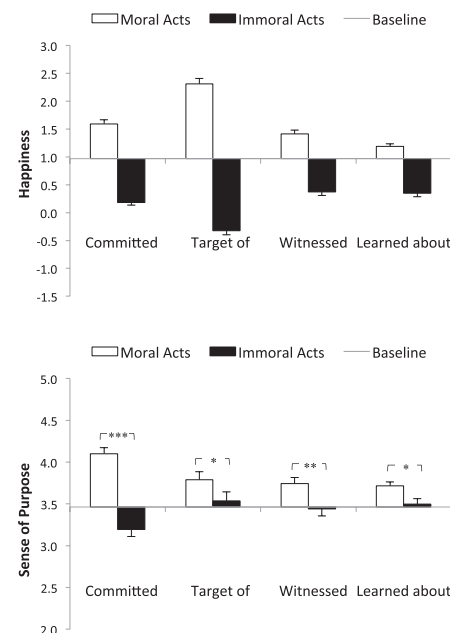 Moral Acts Immoral Acts Baseline
3.0
2.5
2.0
1.5
1.0
0.5
0.0
-0.5
-1.0
-1.5
Happiness
Committed Target of Witnessed Learned about
Moral Acts Immoral Acts Baseline
5.0
4.5
4.0
3.5
3.0
2.5
2.0
Sense of Purpose
*** * ** *
Committed Target of Witnessed Learned about